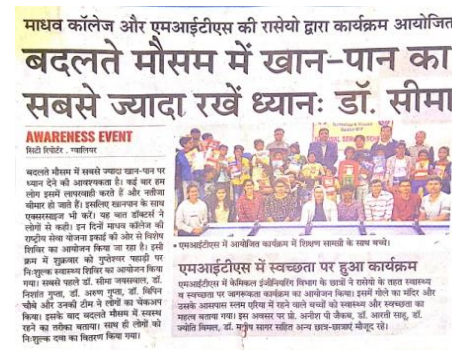 माधव कॉलेज और एमआईटीएस की रासेयो द्वारा कार्यक्रम आयोजित
बदलते मौसम में खान-पान का
सबसे ज्यादा रखें ध्यानः डॉ. सीमा
AWARENESS EVENT
सिटी रिपोर्टर . ग्वालियर
बदलते मौसम में सबसे ज्यादा खान-पान पर
ध्यान देने की आवश्यकता है। कई बार हम
लोग इसमें लापरवाही करते हैं और नतीजा
बीमार हो जाते हैं। इसलिए खानपान के साथ
एक्सरसाइज भी करें। यह बात डॉक्टर्स ने
लोगों से कही। इन दिनों माधव कॉलेज की
राष्ट्रीय सेवा योजना इकाई की ओर से विशेष
शिविर का आयोजन किया जा रहा है। इसी
क्रम में शुक्रवार को गुप्तेश्वर पहाड़ी पर
निःशुल्क स्वास्थ्य शिविर का आयोजन किया
गया। सबसे पहले डॉ. सीमा जयसवाल, डॉ.
निशांत गुप्ता, डॉ. अरुण गुप्ता, डॉ. बिपिन
चौबे और उनकी टीम ने लोगों का चेकअप
किया। इसके बाद बदलते मौसम में स्वस्थ
रहने का तरीका बताया। साथ ही लोगों को
निःशुल्क दवा का वितरण किया गया।
• एमआईटीएस में आयोजित कार्यक्रम में शिक्षण सामग्री के साथ बच्चे।
एमआईटीएस में स्वच्छता पर हुआ कार्यक्रम
एमआईटीएस में केमिकल इंजीनियरिंग विभाग के छात्रों ने रासेयो के तहत स्वास्थ्य
व स्वच्छता पर जागरूकता कार्यक्रम का आयोजन किया। इसमें गोले का मंदिर और
उसके आसपास स्लम एरिया में रहने वाले बच्चों को स्वास्थ्य और स्वच्छता का
महत्व बताया गया। इस अवसर पर प्रो. अनीश पी जैकब, डॉ. आरती साहू, डॉ.
ज्योति बिमल, डॉ. मनोष सागर सहित अन्य छात्र-छात्राएं मौजूद रहे।